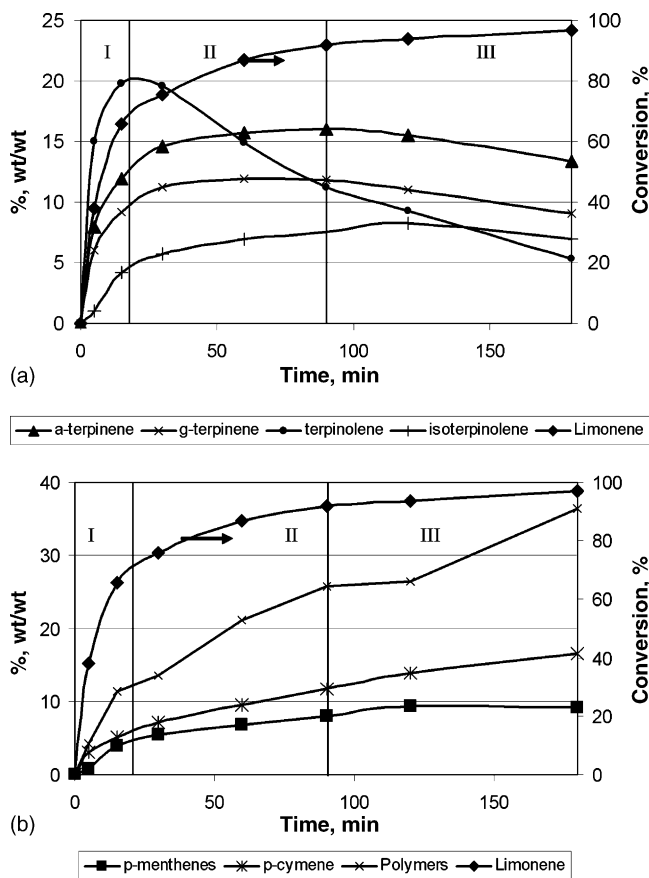 25
20
15
10
5
0
%, wt/wt
I
II
III
100
80
60
40
20
0
Conversion, %
0
50
100
150
Time, min
(a)
a-terpinene g-terpinene terpinolene isoterpinolene Limonene
40
30
20
10
0
%, wt/wt
I
II
III
100
80
60
40
20
0
Conversion, %
0
50
100
150
Time, min
(b)
p-menthenes p-cymene Polymers Limonene